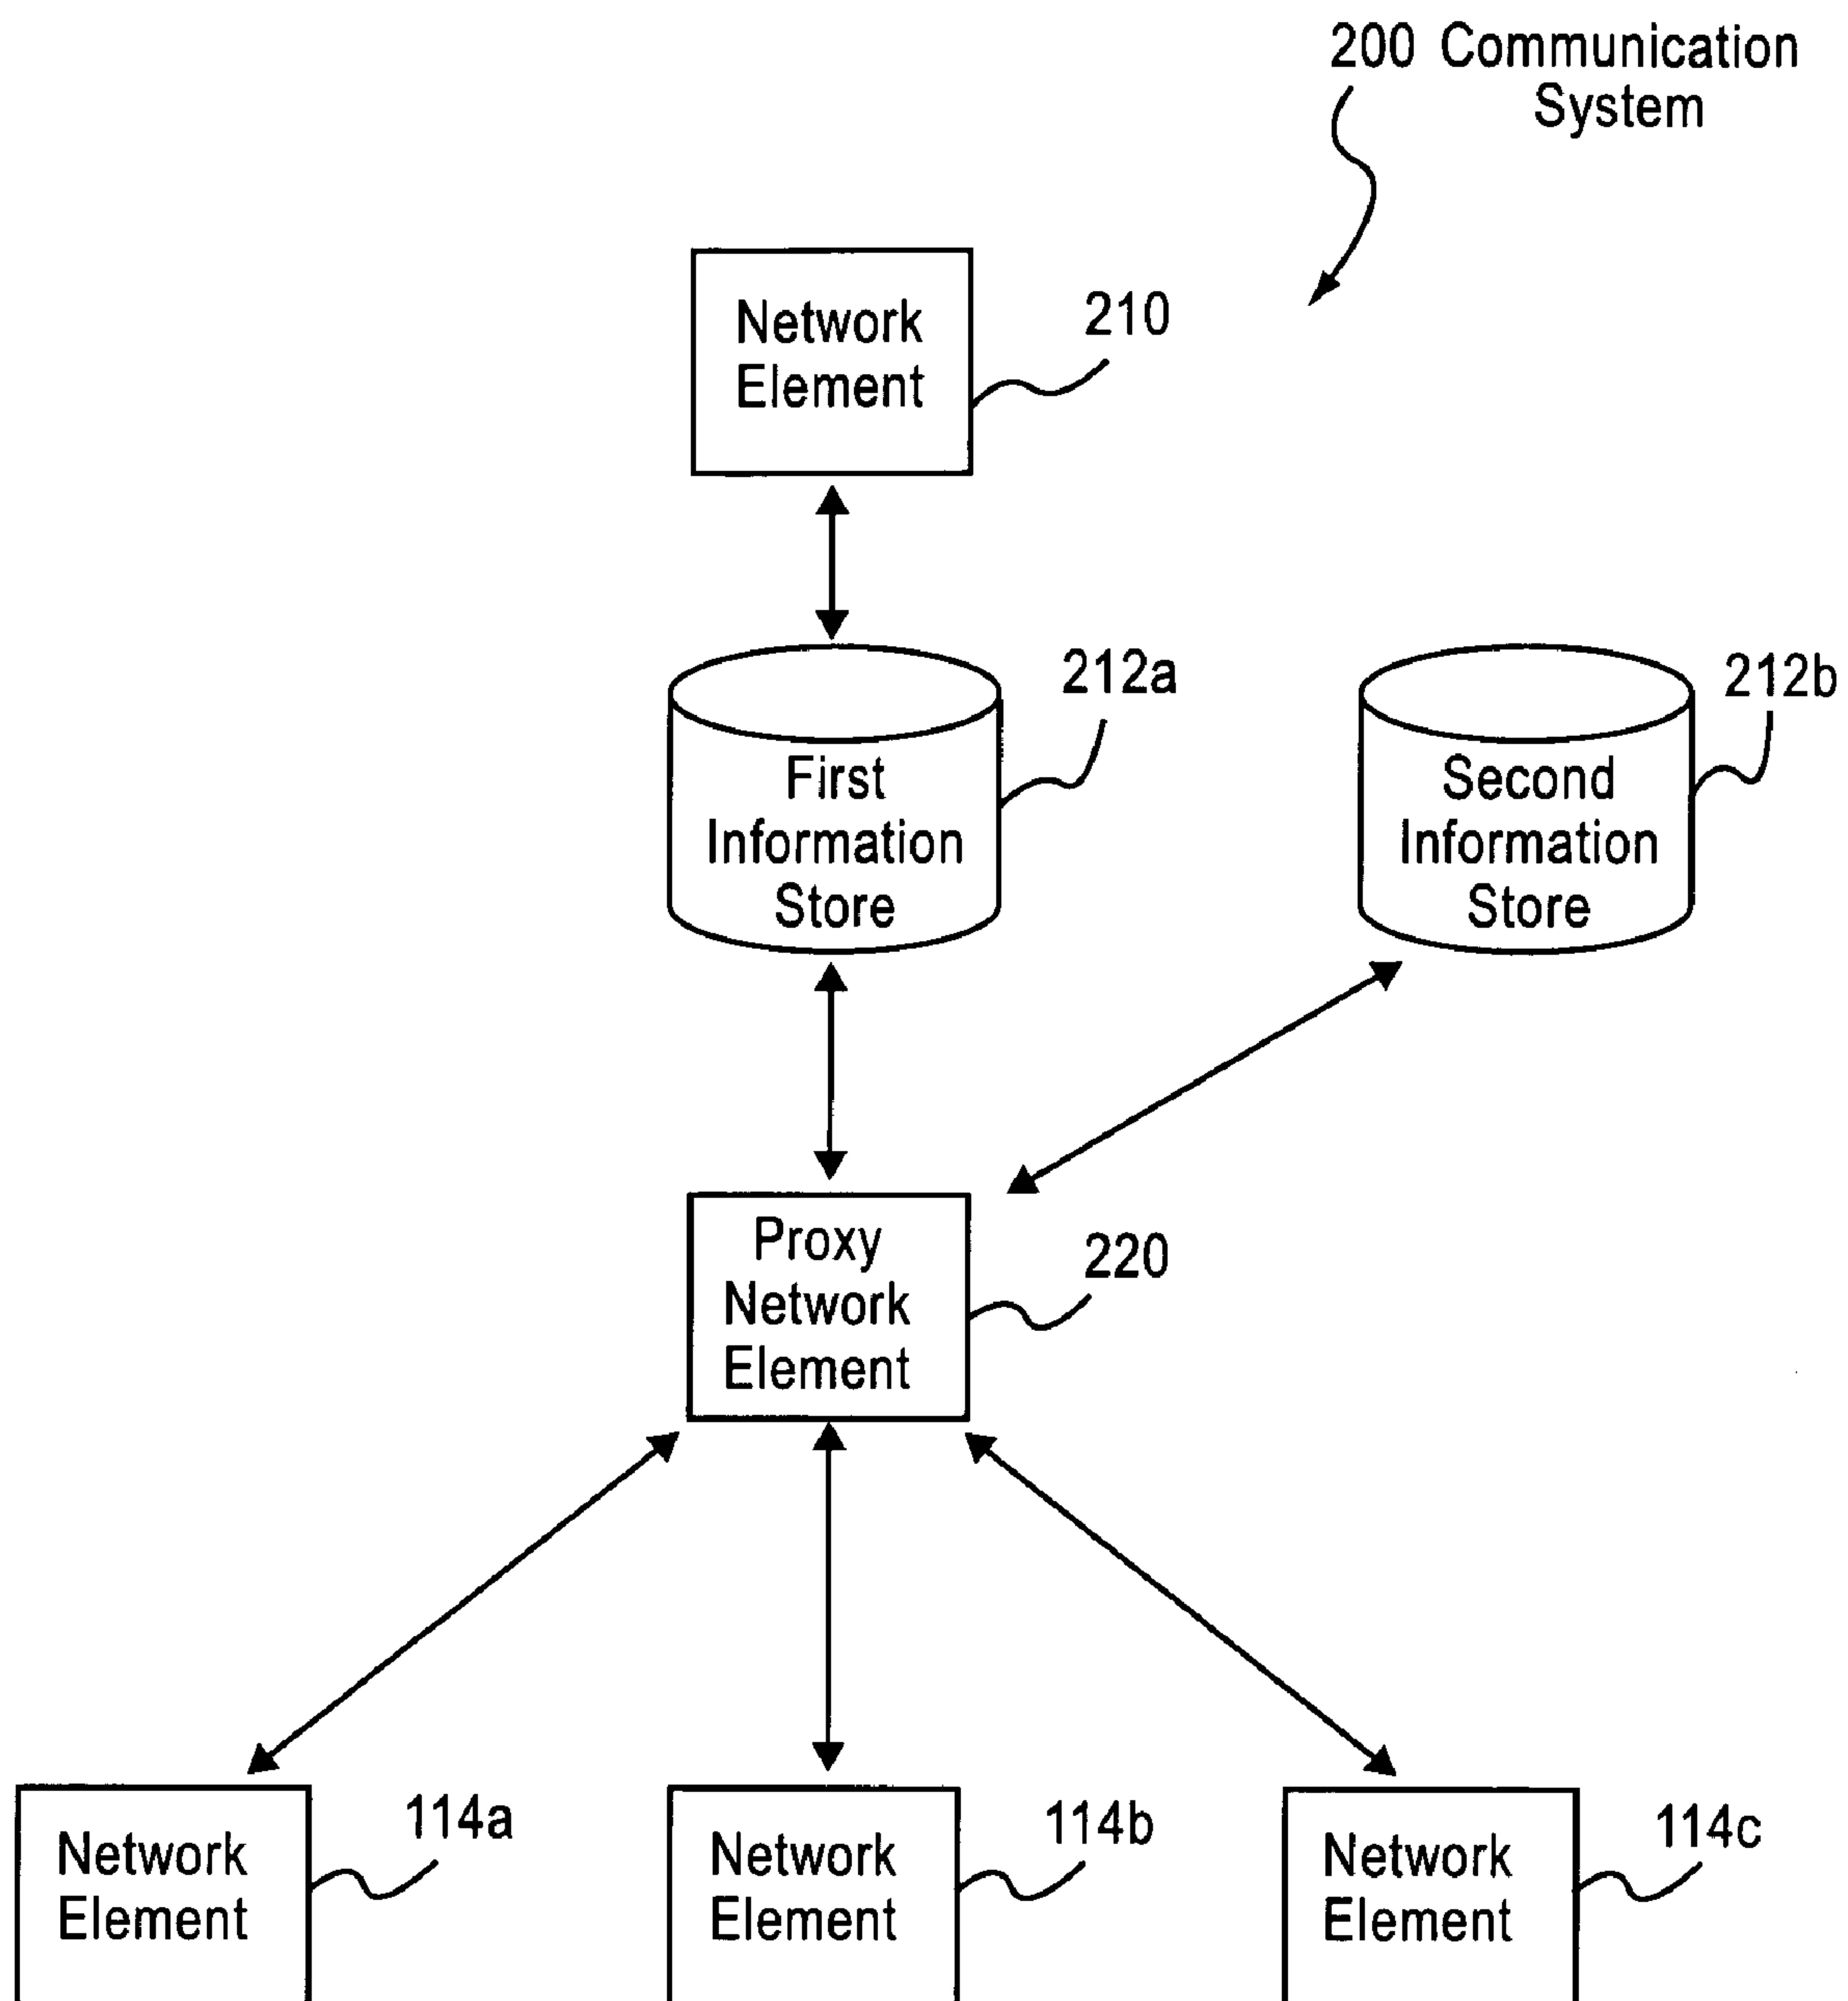 200 Communication
System
Network
Element
210
212a
212b
First
Information
Store
Second
Information
Store
Proxy
Network
Element
220
114a
114b
114c
Network
Element
Network
Element
Network
Element